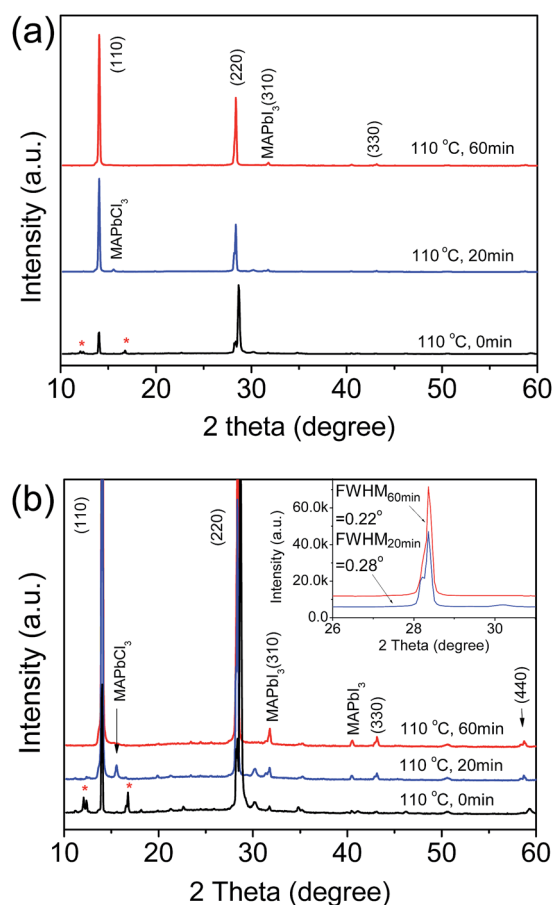 (a)
(110)
(220)
MAPbI₃(310)
(330)
110 °C, 60min
MAPbCl₃
110 °C, 20min
* *
110 °C, 0min
Intensity (a.u.)
10 20 30 40 50 60
2 theta (degree)
(b)
(110)
(220)
MAPbCl₃
MAPbI₃(310)
MAPbI₃
(330)
(440)
110 °C, 60min
110 °C, 20min
* *
110 °C, 0min
Intensity (a.u.)
10 20 30 40 50 60
2 Theta (degree)
FWHM60min
=0.22°
FWHM20min
=0.28°
60.0k
40.0k
20.0k
0.0
Intensity (a.u.)
26 28 30
2 Theta (degree)